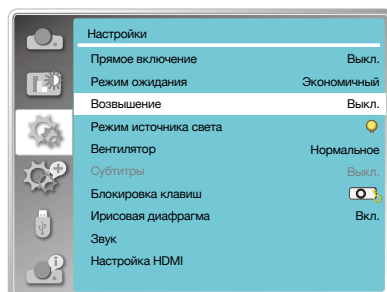 Настройки
Прямое включение Выкл.
Режим ожидания Экономичный
Возвышение Выкл.
Режим источника света
Вентилятор Нормальное
Субтитры Выкл.
Блокировка клавиш
Ирисовая диафрагма Вкл.
Звук
Настройка HDMI